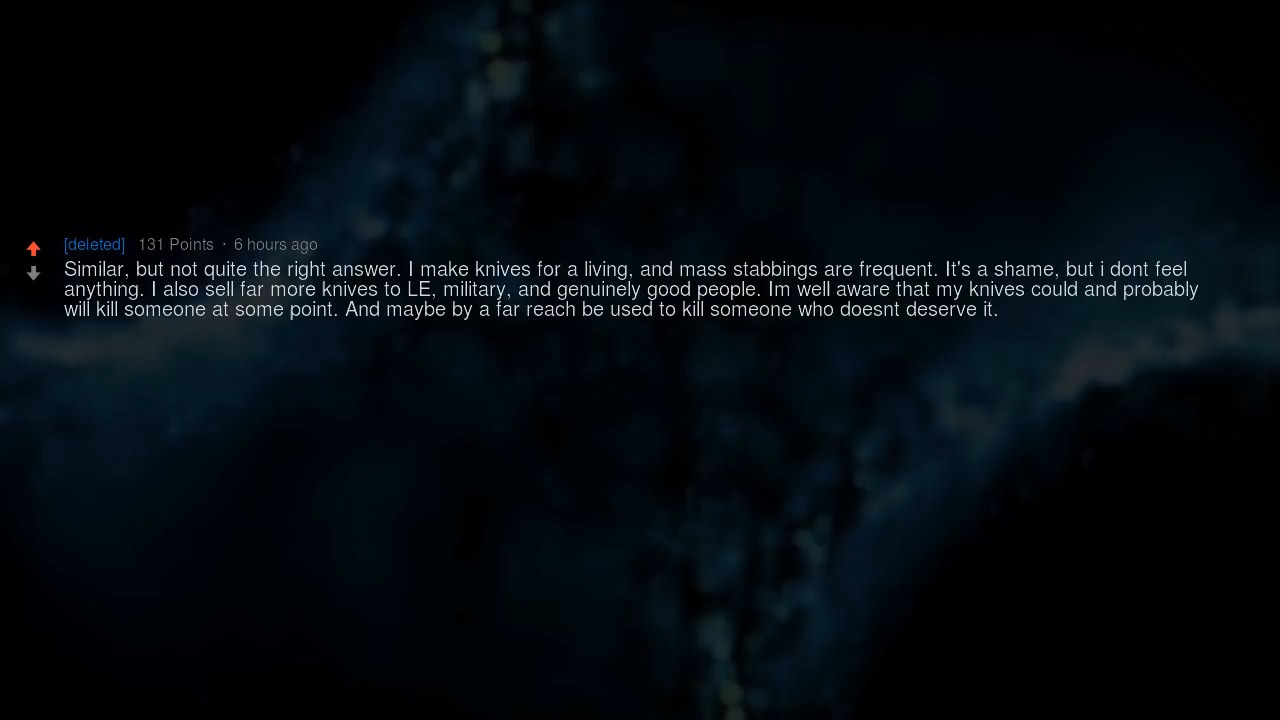 [deleted] 131 Points · 6 hours ago
Similar, but not quite the right answer. I make knives for a living, and mass stabbings are frequent. It's a shame, but i dont feel
anything. I also sell far more knives to LE, military, and genuinely good people. Im well aware that my knives could and probably
will kill someone at some point. And maybe by a far reach be used to kill someone who doesnt deserve it.